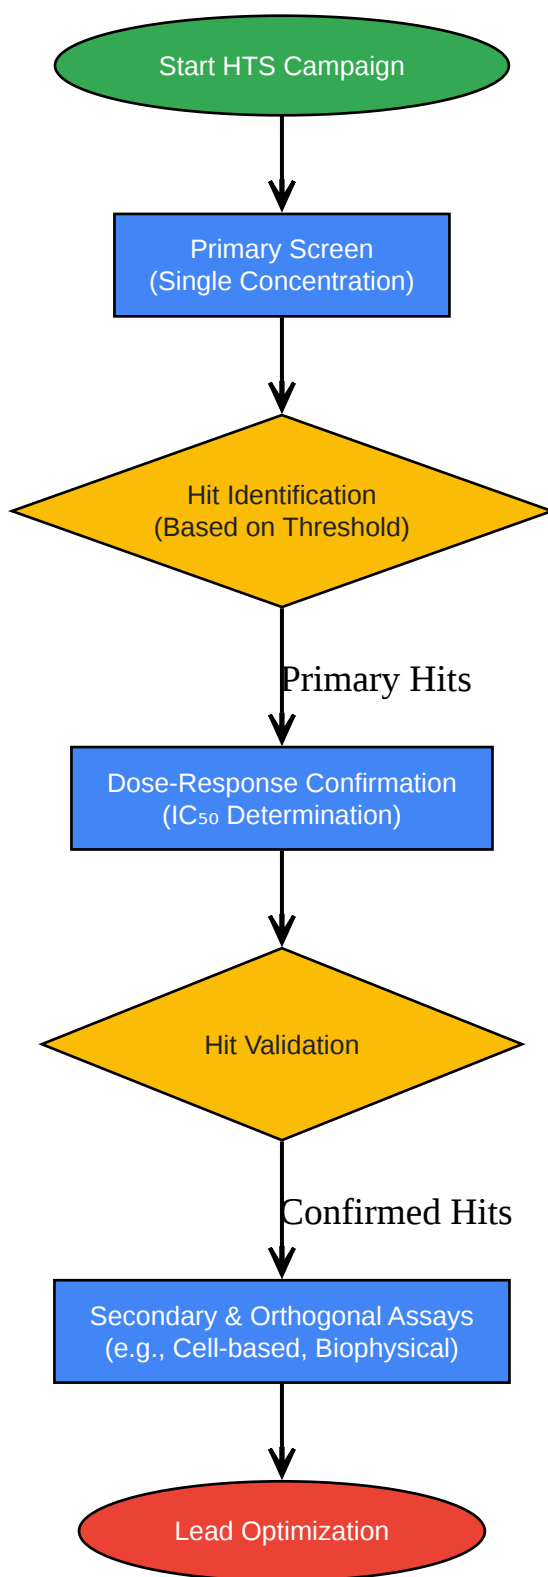 Start HTS Campaign
Primary Screen
(Single Concentration)
Hit Identification
(Based on Threshold)
Primary Hits
Dose-Response Confirmation
(IC₅₀ Determination)
Hit Validation
Confirmed Hits
Secondary & Orthogonal Assays
(e.g., Cell-based, Biophysical)
Lead Optimization